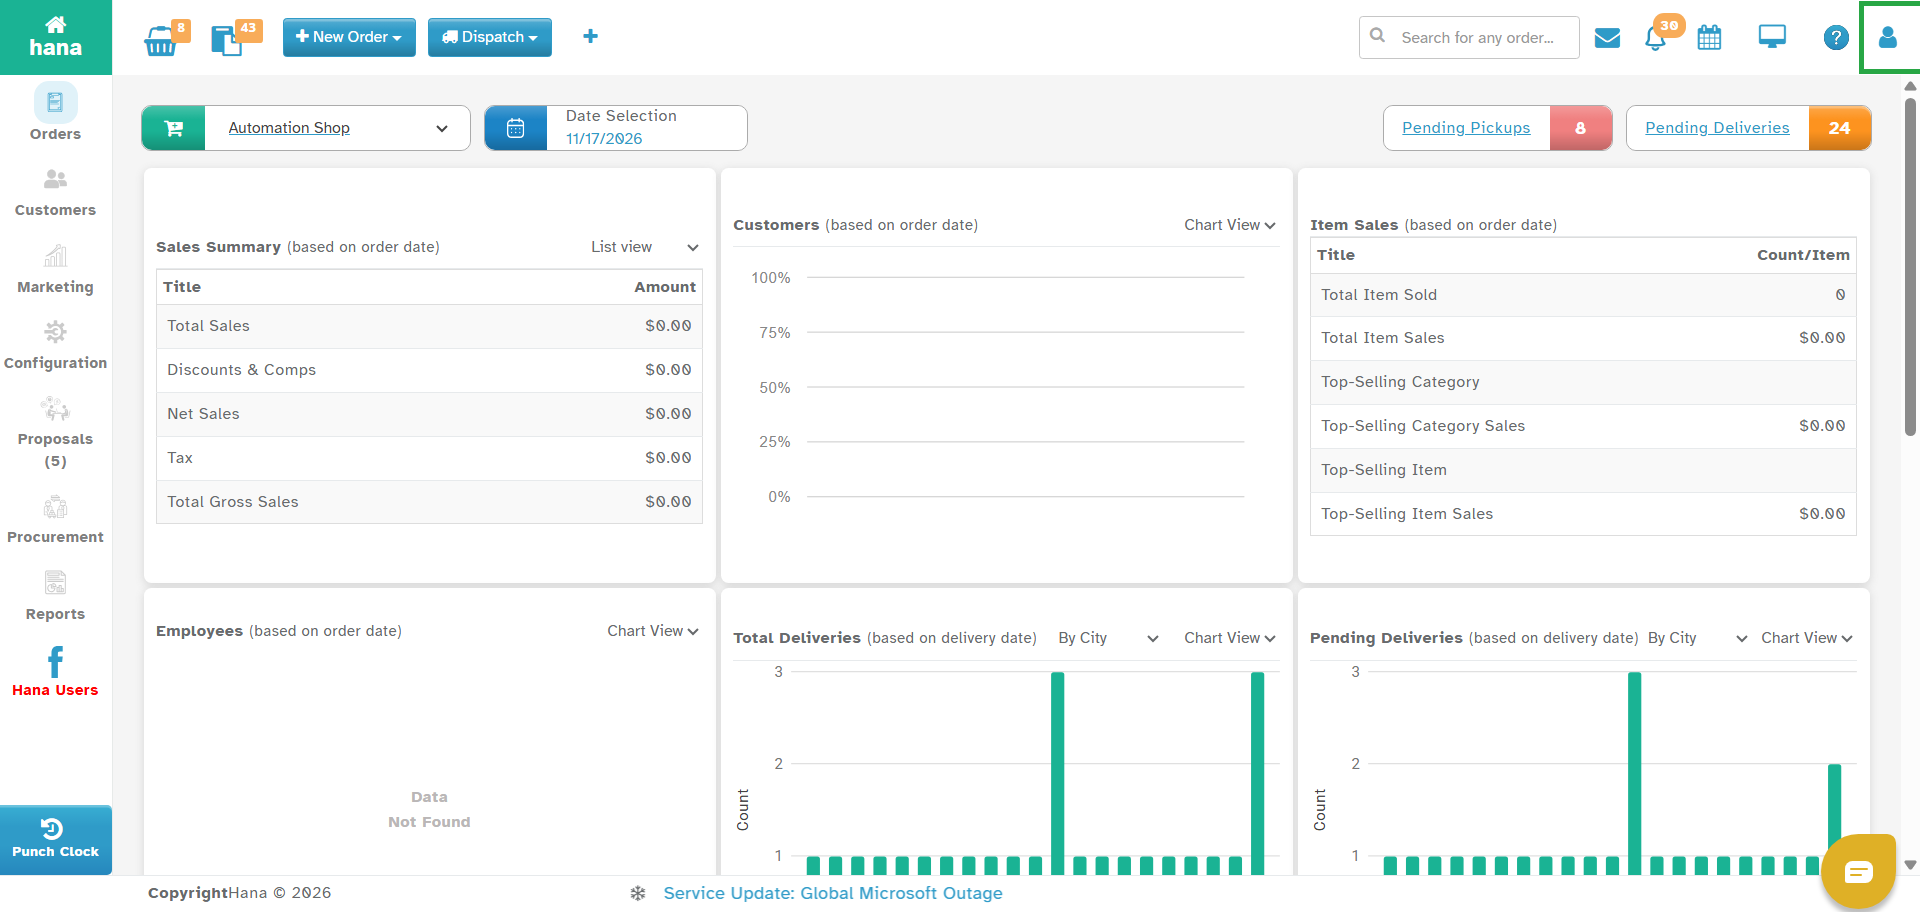 hana
8
43
New Order
Dispatch
Search for any order...
30
?
Orders
Customers
Marketing
Configuration
Proposals
(5)
Procurement
Reports
Hana Users
Punch Clock
Automation Shop
Date Selection
11/17/2026
Pending Pickups
8
Pending Deliveries
24
Sales Summary (based on order date)
List view
Title Amount
Total Sales $0.00
Discounts & Comps $0.00
Net Sales $0.00
Tax $0.00
Total Gross Sales $0.00
Customers (based on order date)
Chart View
100%
75%
50%
25%
0%
Item Sales (based on order date)
Title Count/Item
Total Item Sold 0
Total Item Sales $0.00
Top-Selling Category
Top-Selling Category Sales $0.00
Top-Selling Item
Top-Selling Item Sales $0.00
Employees (based on order date)
Chart View
Data
Not Found
Total Deliveries (based on delivery date)
By City
Chart View
3
2
1
Count
Pending Deliveries (based on delivery date)
By City
Chart View
3
2
1
Count
CopyrightHana © 2026
Service Update: Global Microsoft Outage